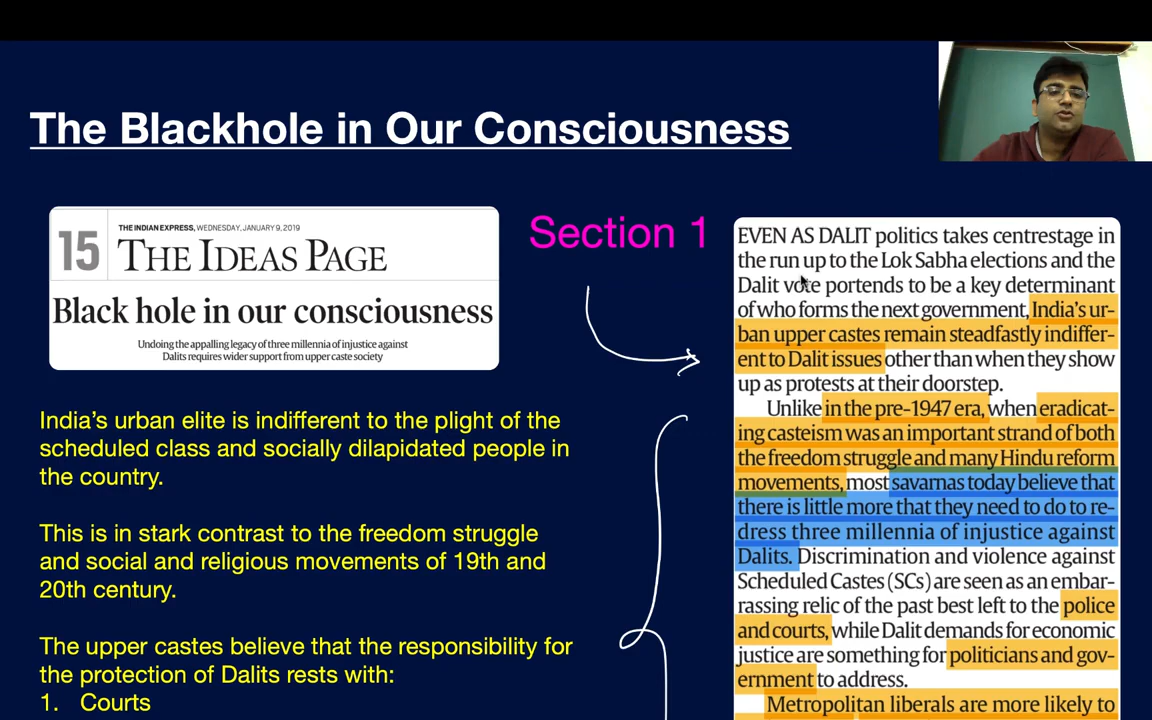 The Blackhole in Our Consciousness
15
THE INDIAN EXPRESS, WEDNESDAY, JANUARY 9, 2019
THE IDEAS PAGE
Black hole in our consciousness
Undoing the appalling legacy of three millennia of injustice against
Dalits requires wider support from upper caste society
India's urban elite is indifferent to the plight of the
scheduled class and socially dilapidated people in
the country.
This is in stark contrast to the freedom struggle
and social and religious movements of 19th and
20th century.
The upper castes believe that the responsibility for
the protection of Dalits rests with:
1. Courts
Section 1
EVEN AS DALIT politics takes centrestage in
the run up to the Lok Sabha elections and the
Dalit vote portends to be a key determinant
of who forms the next government, India's ur-
ban upper castes remain steadfastly indiffer-
ent to Dalit issues other than when they show
up as protests at their doorstep.
Unlike in the pre-1947 era, when eradicat-
ing casteism was an important strand of both
the freedom struggle and many Hindu reform
movements, most savarnas today believe that
there is little more that they need to do to re-
dress three millennia of injustice against
Dalits. Discrimination and violence against
Scheduled Castes (SCs) are seen as an embar-
rassing relic of the past best left to the police
and courts, while Dalit demands for economic
justice are something for politicians and gov-
ernment to address.
Metropolitan liberals are more likely to